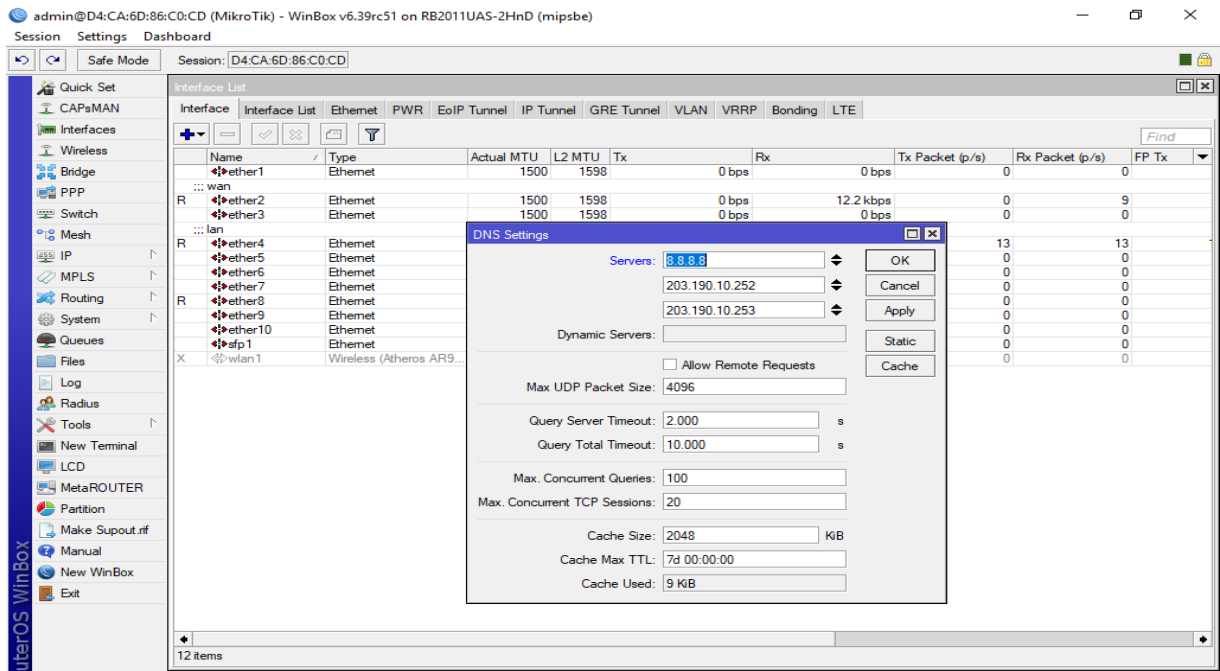 admin@D4:CA:6D:86:C0:CD (MikroTik) - WinBox v6.39rc51 on RB2011UAS-2HnD (mipsbe)
Session Settings Dashboard
Safe Mode Session: D4:CA:6D:86:C0:CD
Quick Set
CAPsMAN
Interfaces
Wireless
Bridge
PPP
Switch
Mesh
IP
MPLS
Routing
System
Queues
Files
Log
Radius
Tools
New Terminal
LCD
MetaROUTER
Partition
Make Supout.rif
Manual
New WinBox
Exit
uterOS WinBox
Interface List
Interface Interface List Ethernet PWR EoIP Tunnel IP Tunnel GRE Tunnel VLAN VRRP Bonding LTE
Find
Name Type Actual MTU L2 MTU Tx Rx Tx Packet (p/s) Rx Packet (p/s) FP Tx
ether1 Ethernet 1500 1598 0 bps 0 bps 0 0
;;; wan
R ether2 Ethernet 1500 1598 0 bps 12.2 kbps 0 9
ether3 Ethernet 1500 1598 0 bps 0 bps 0 0
;;; lan
R ether4 Ethernet 13 13
ether5 Ethernet 0 0
ether6 Ethernet 0 0
ether7 Ethernet 0 0
R ether8 Ethernet 0 0
ether9 Ethernet 0 0
ether10 Ethernet 0 0
sfp1 Ethernet 0 0
X wlan1 Wireless (Atheros AR9... 0 0
12 items
DNS Settings
Servers: 8.8.8.8
203.190.10.252
203.190.10.253
Dynamic Servers:
Allow Remote Requests
Max UDP Packet Size: 4096
Query Server Timeout: 2.000 s
Query Total Timeout: 10.000 s
Max. Concurrent Queries: 100
Max. Concurrent TCP Sessions: 20
Cache Size: 2048 KiB
Cache Max TTL: 7d 00:00:00
Cache Used: 9 KiB
OK
Cancel
Apply
Static
Cache